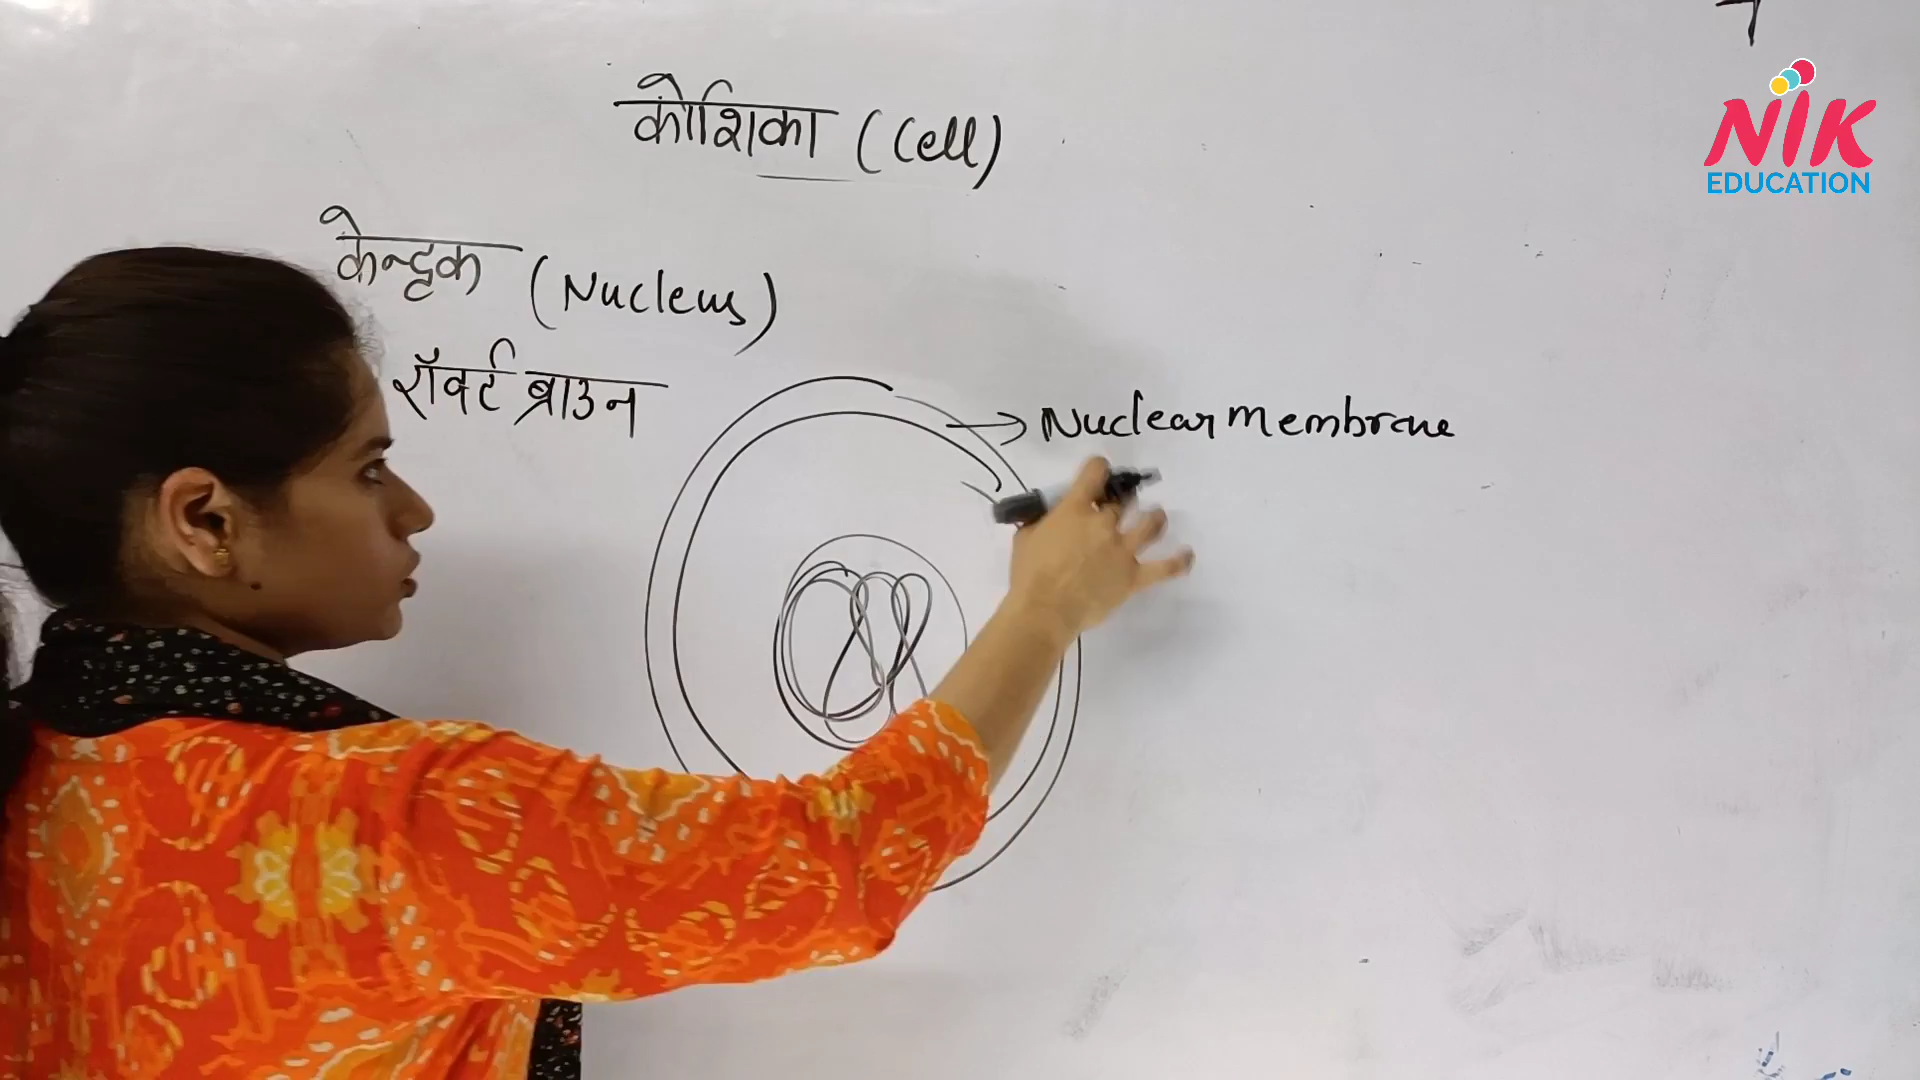 कोशिका (Cell)
NIK
EDUCATION
केन्द्रक (Nucleus)
रॉबर्ट ब्राउन
Nuclear Membrane